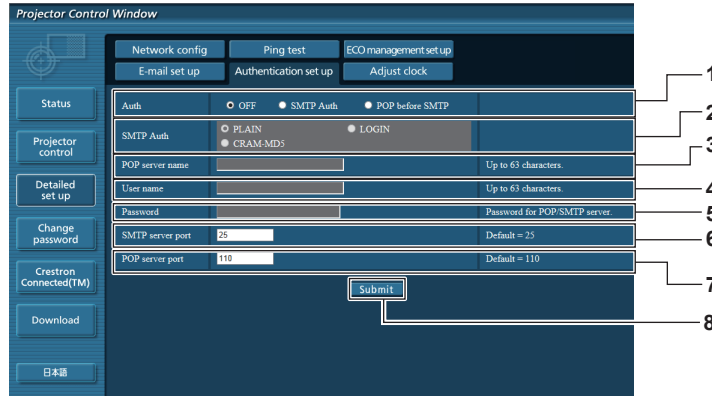 Projector Control Window
Network config Ping test ECO management set up
E-mail set up Authentication set up Adjust clock
Status
Projector control
Detailed set up
Change password
Crestron Connected(TM)
Download
日本語
Auth OFF SMTP Auth POP before SMTP 1
SMTP Auth PLAIN LOGIN 2
CRAM-MD5
POP server name Up to 63 characters. 3
User name Up to 63 characters. 4
Password Password for POP/SMTP server. 5
SMTP server port 25 Default = 25 6
POP server port 110 Default = 110 7
Submit 8